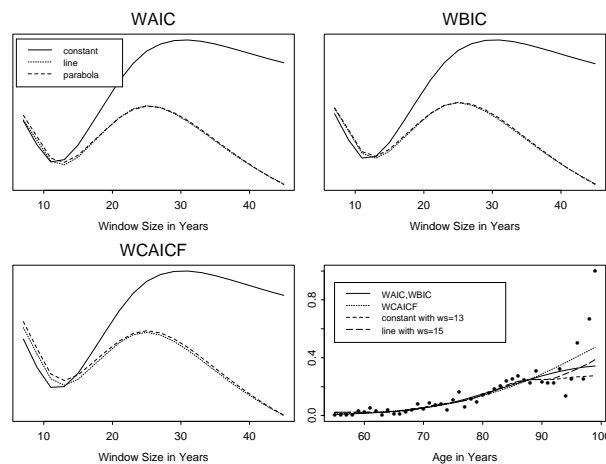 WAIC
constant
line
parabola
10 20 30 40
Window Size in Years
WBIC
10 20 30 40
Window Size in Years
WCAICF
10 20 30 40
Window Size in Years
WAIC,WBIC
WCAICF
constant with ws=13
line with ws=15
0.8
0.4
0.0
60 70 80 90 100
Age in Years